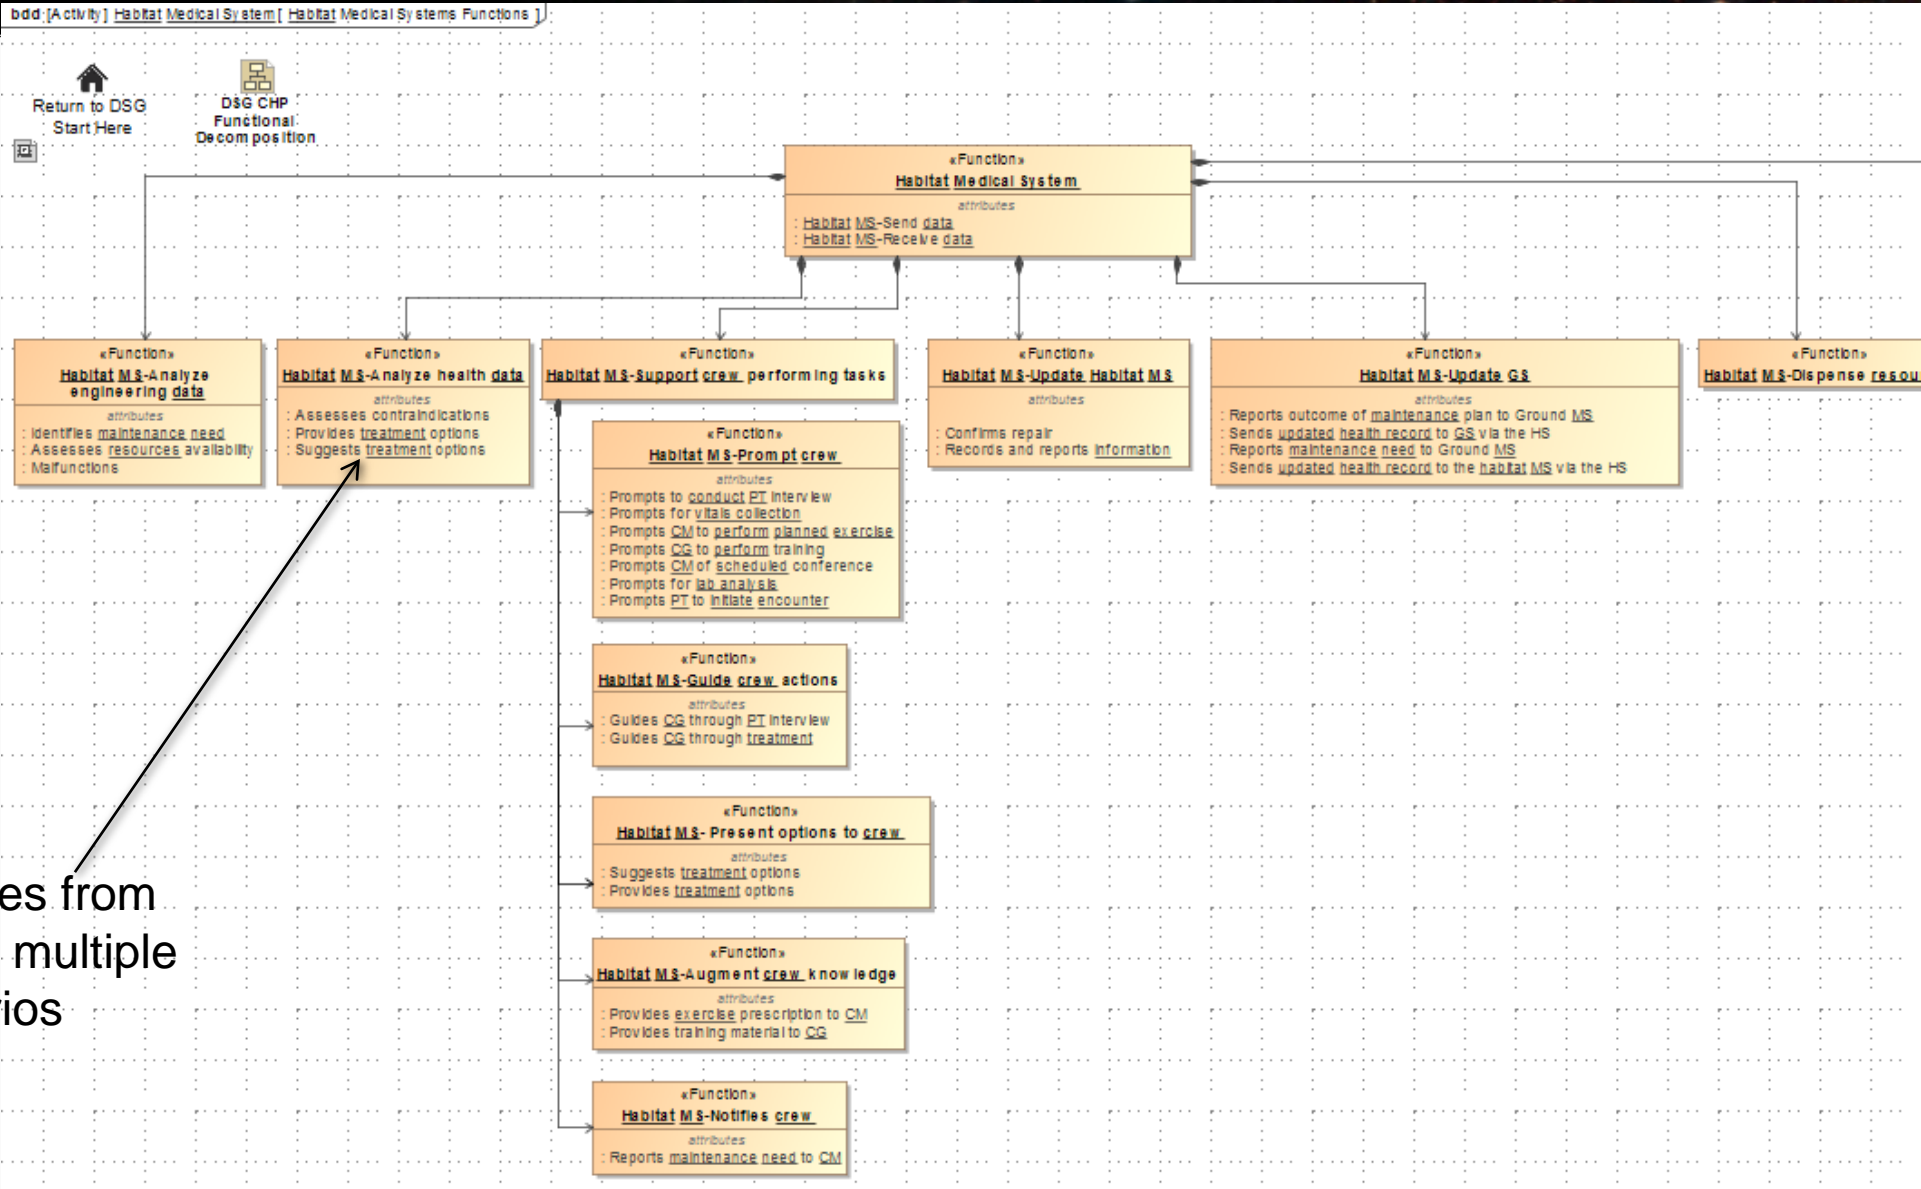 bdd [Activity] Habitat Medical System[ Habitat Medical Systems Functions ]
Return to DSG
Start Here
DSG CHP
Functional
Decomposition
«Function»
Habitat Medical System
attributes
: Habitat MS-Send data
: Habitat MS-Receive data
«Function»
Habitat MS-Analyze
engineering data
attributes
: Identifies maintenance need
: Assesses resources availability
: Malfunctions
«Function»
Habitat MS-Analyze health data
attributes
: Assesses contraindications
: Provides treatment options
: Suggests treatment options
«Function»
Habitat MS-Support crew performing tasks
«Function»
Habitat MS-Update Habitat MS
attributes
: Confirms repair
: Records and reports information
«Function»
Habitat MS-Update GS
attributes
: Reports outcome of maintenance plan to Ground MS
: Sends updated health record to GS via the HS
: Reports maintenance need to Ground MS
: Sends updated health record to the habitat MS via the HS
«Function»
Habitat MS-Dispense resou
«Function»
Habitat MS-Prompt crew
attributes
: Prompts to conduct PT interview
: Prompts for vitals collection
: Prompts CM to perform planned exercise
: Prompts CG to perform training
: Prompts CM of scheduled conference
: Prompts for lab analysis
: Prompts PT to initiate encounter
«Function»
Habitat MS-Guide crew actions
attributes
: Guides CG through PT interview
: Guides CG through treatment
«Function»
Habitat MS- Present options to crew
attributes
: Suggests treatment options
: Provides treatment options
«Function»
Habitat MS-Augment crew knowledge
attributes
: Provides exercise prescription to CM
: Provides training material to CG
«Function»
Habitat MS-Notifies crew
attributes
: Reports maintenance need to CM
es from
multiple
rios